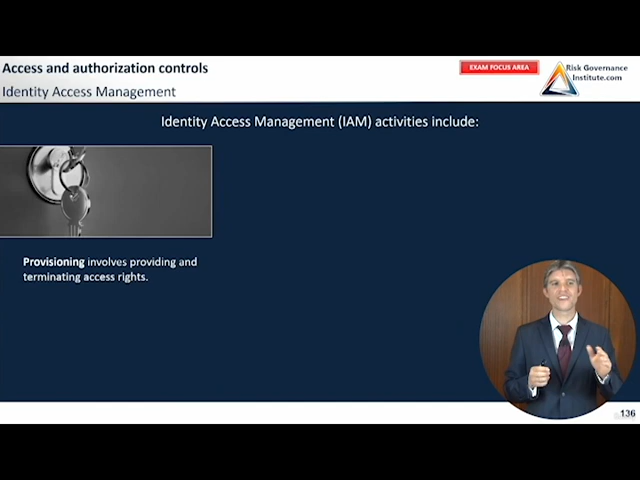 Access and authorization controls
EXAM FOCUS AREA
Risk Governance
Institute.com
Identity Access Management
Identity Access Management (IAM) activities include:
Provisioning involves providing and
terminating access rights.
136